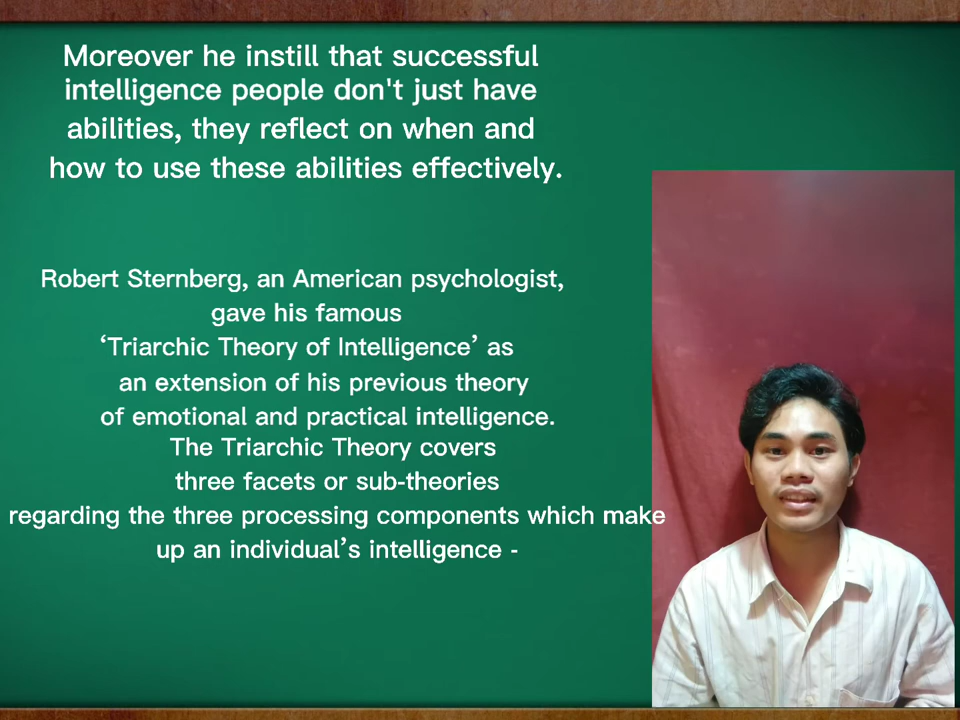 Moreover he instill that successful
intelligence people don't just have
abilities, they reflect on when and
how to use these abilities effectively.
Robert Sternberg, an American psychologist,
gave his famous
‘Triarchic Theory of Intelligence’ as
an extension of his previous theory
of emotional and practical intelligence.
The Triarchic Theory covers
three facets or sub-theories
regarding the three processing components which make
up an individual’s intelligence -